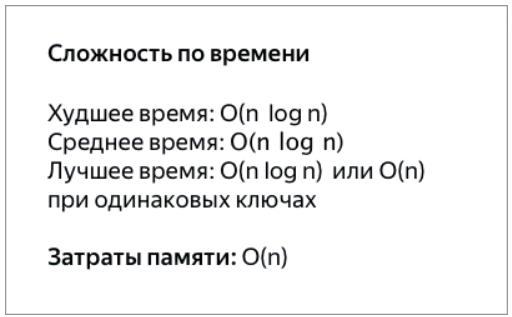 Сложность по времени
Худшее время: O(n log n)
Среднее время: O(n log n)
Лучшее время: O(n log n) или O(n)
при одинаковых ключах
Затраты памяти: O(n)